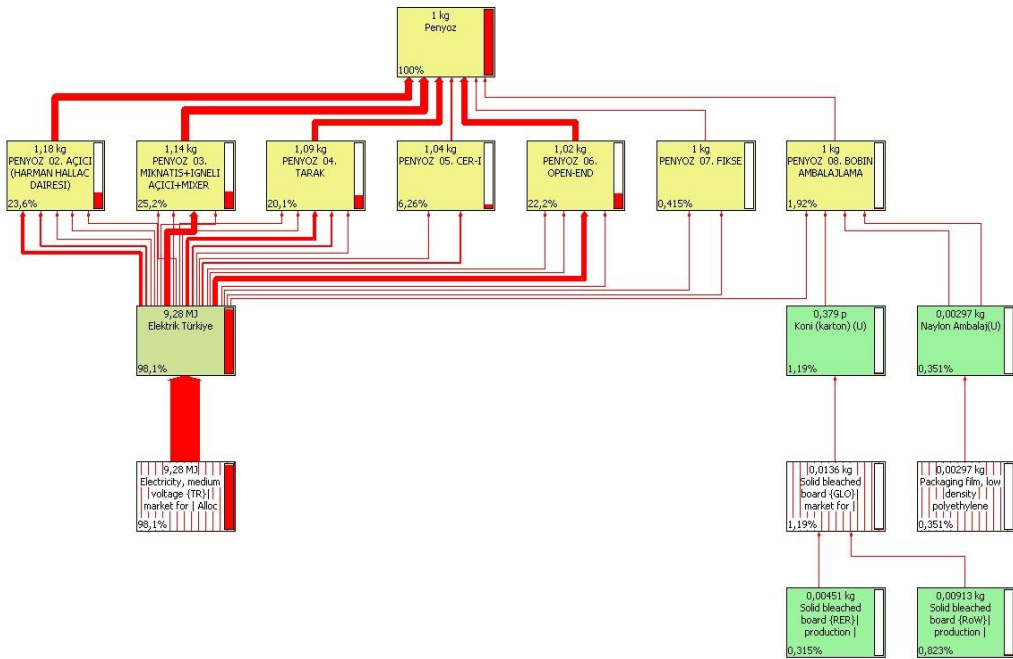 1 kg
Penyoz
100%
1,18 kg
PENYOZ 02. AÇICI
(HARMAN HALLAC
DAIRESI)
23,6%
1,14 kg
PENYOZ 03.
MIKNATIS+IGNELI
AÇICI+MIXER
25,2%
1,09 kg
PENYOZ 04.
TARAK
20,1%
1,04 kg
PENYOZ 05. CER-I
6,26%
1,02 kg
PENYOZ 06.
OPEN-END
22,2%
1 kg
PENYOZ 07. FIKSE
0,415%
1 kg
PENYOZ 08. BOBIN
AMBALAJLAMA
1,92%
9,28 MJ
Elektrik Türkiye
98,1%
0,379 p
Koni (karton) (U)
1,19%
0,00297 kg
Naylon Ambalaj(U)
0,351%
9,28 MJ
Electricity, medium
voltage {TR}|
market for | Alloc
98,1%
0,0136 kg
Solid bleached
board {GLO}|
market for |
1,19%
0,00297 kg
Packaging film, low
density
polyethylene
0,351%
0,00451 kg
Solid bleached
board {RER}|
production |
0,315%
0,00913 kg
Solid bleached
board {RoW}|
production |
0,823%